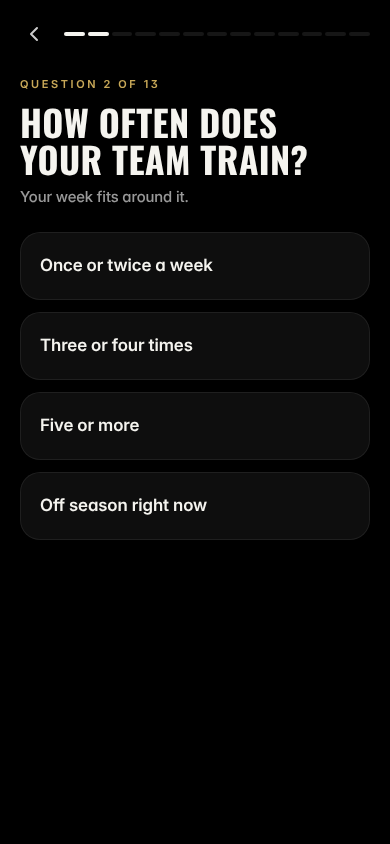 QUESTION 2 OF 13
HOW OFTEN DOES
YOUR TEAM TRAIN?
Your week fits around it.
Once or twice a week
Three or four times
Five or more
Off season right now